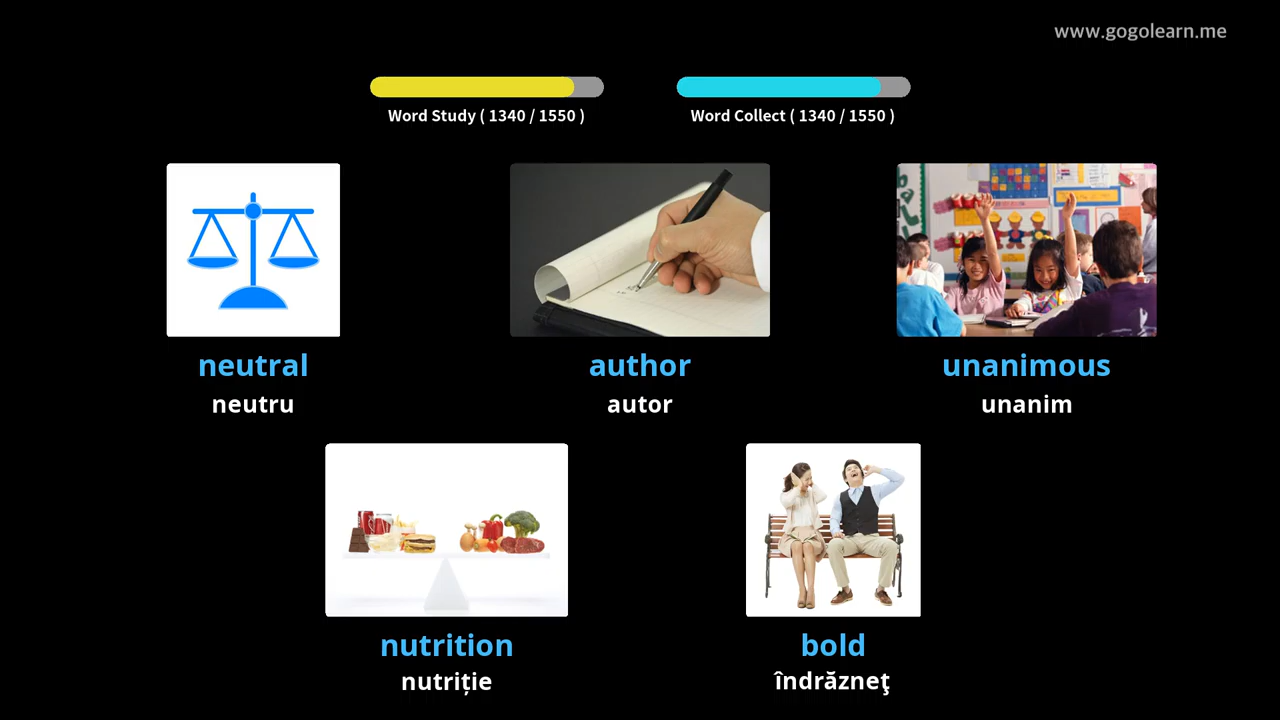 www.gogolearn.me
Word Study ( 1340 / 1550 )
Word Collect ( 1340 / 1550 )
neutral
author
unanimous
neutru
autor
unanim
nutrition
bold
nutriție
îndrăzneţ